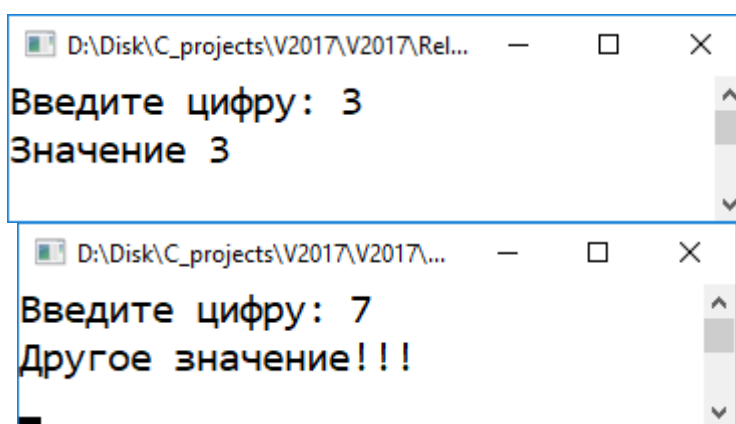 D:\Disk\C_projects\V2017\V2017\Rel...
Введите цифру: 3
Значение 3
D:\Disk\C_projects\V2017\V2017\...
Введите цифру: 7
Другое значение!!!